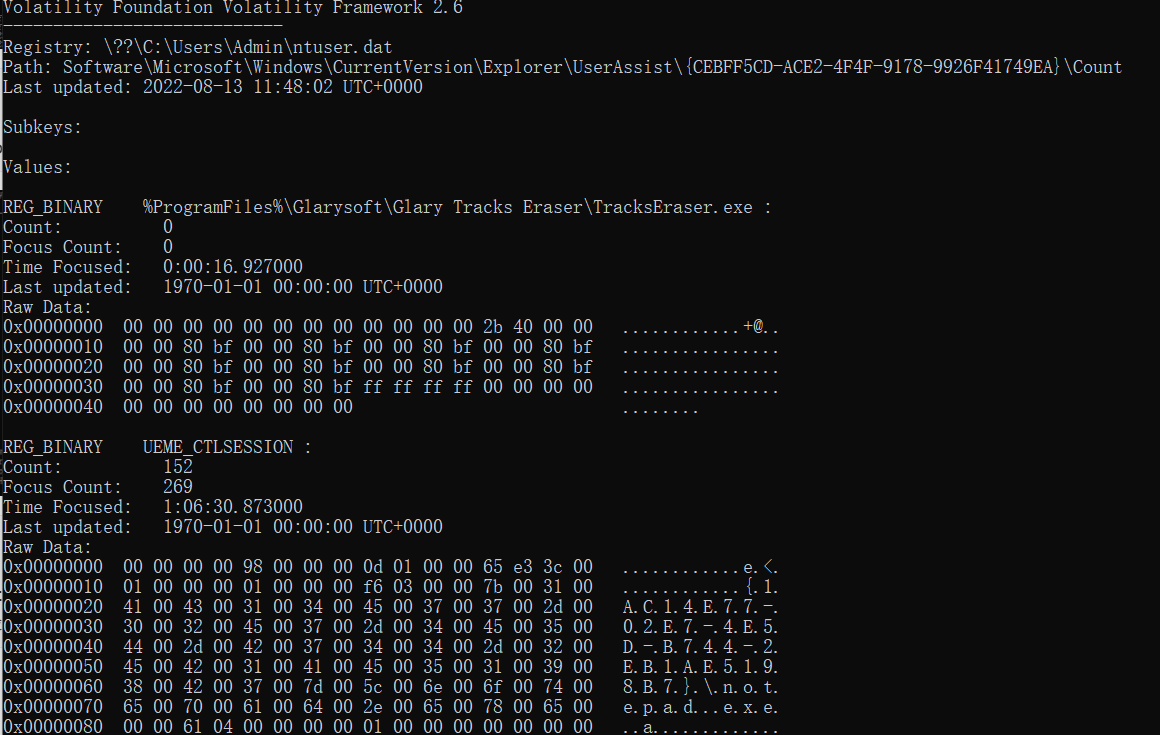 Volatility Foundation Volatility Framework 2.6
----------------------------
Registry: \??\C:\Users\Admin\ntuser.dat
Path: Software\Microsoft\Windows\CurrentVersion\Explorer\UserAssist\{CEBFF5CD-ACE2-4F4F-9178-9926F41749EA}\Count
Last updated: 2022-08-13 11:48:02 UTC+0000
Subkeys:
Values:
REG_BINARY    %ProgramFiles%\Glarysoft\Glary Tracks Eraser\TracksEraser.exe :
Count:          0
Focus Count:    0
Time Focused:   0:00:16.927000
Last updated:   1970-01-01 00:00:00 UTC+0000
Raw Data:
0x00000000  00 00 00 00 00 00 00 00 00 00 00 00 2b 40 00 00   ............+@..
0x00000010  00 00 80 bf 00 00 80 bf 00 00 80 bf 00 00 80 bf   ................
0x00000020  00 00 80 bf 00 00 80 bf 00 00 80 bf 00 00 80 bf   ................
0x00000030  00 00 80 bf 00 00 80 bf ff ff ff ff 00 00 00 00   ................
0x00000040  00 00 00 00 00 00 00 00                           ........
REG_BINARY    UEME_CTLSESSION :
Count:          152
Focus Count:    269
Time Focused:   1:06:30.873000
Last updated:   1970-01-01 00:00:00 UTC+0000
Raw Data:
0x00000000  00 00 00 00 98 00 00 00 0d 01 00 00 65 e3 3c 00   ............e.<.
0x00000010  01 00 00 00 01 00 00 00 f6 03 00 00 7b 00 31 00   ............{.1.
0x00000020  41 00 43 00 31 00 34 00 45 00 37 00 37 00 2d 00   A.C.1.4.E.7.7.-.
0x00000030  30 00 32 00 45 00 37 00 2d 00 34 00 45 00 35 00   0.2.E.7.-.4.E.5.
0x00000040  44 00 2d 00 42 00 37 00 34 00 34 00 2d 00 32 00   D.-.B.7.4.4.-.2.
0x00000050  45 00 42 00 31 00 41 00 45 00 35 00 31 00 39 00   E.B.1.A.E.5.1.9.
0x00000060  38 00 42 00 37 00 7d 00 5c 00 6e 00 6f 00 74 00   8.B.7.}.\.n.o.t.
0x00000070  65 00 70 00 61 00 64 00 2e 00 65 00 78 00 65 00   e.p.a.d...e.x.e.
0x00000080  00 00 61 04 00 00 00 00 01 00 00 00 00 00 00 00   ..a.............